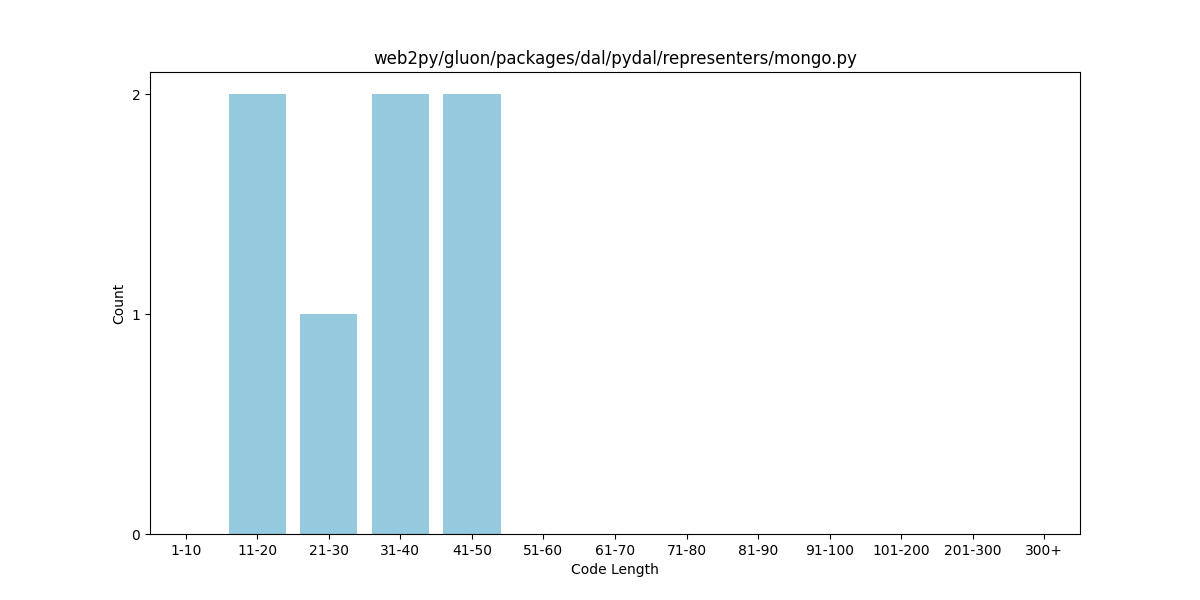 web2py/gluon/packages/dal/pydal/representers/mongo.py
2
1
0
Count
1-10 11-20 21-30 31-40 41-50 51-60 61-70 71-80 81-90 91-100 101-200 201-300 300+
Code Length